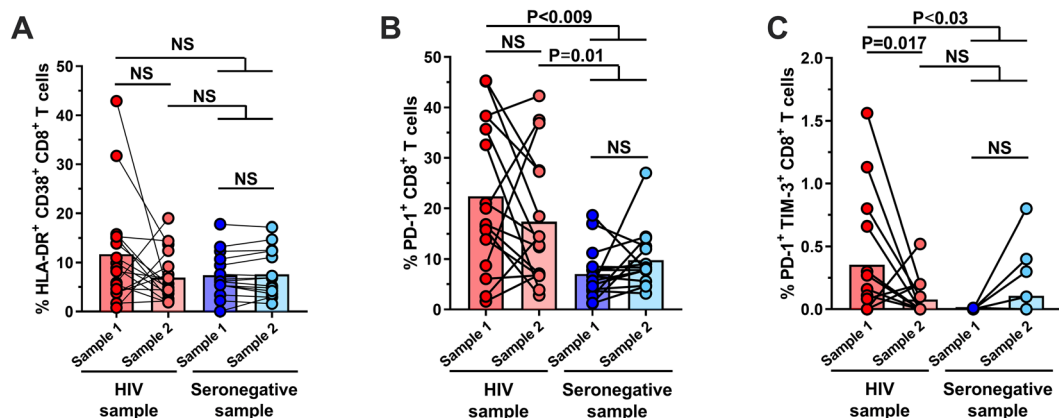 A
NS
NS
NS
NS
% HLA-DR+ CD38+ CD8+ T cells
50
40
30
20
15
10
5
0
Sample 1
Sample 2
Sample 1
Sample 2
HIV
sample
Seronegative
sample
B
P<0.009
NS
P=0.01
NS
% PD-1+ CD8+ T cells
50
40
30
20
10
0
Sample 1
Sample 2
Sample 1
Sample 2
HIV
sample
Seronegative
sample
C
P<0.03
P=0.017
NS
NS
% PD-1+ TIM-3+ CD8+ T cells
2.0
1.5
1.0
0.5
0.0
Sample 1
Sample 2
Sample 1
Sample 2
HIV
sample
Seronegative
sample